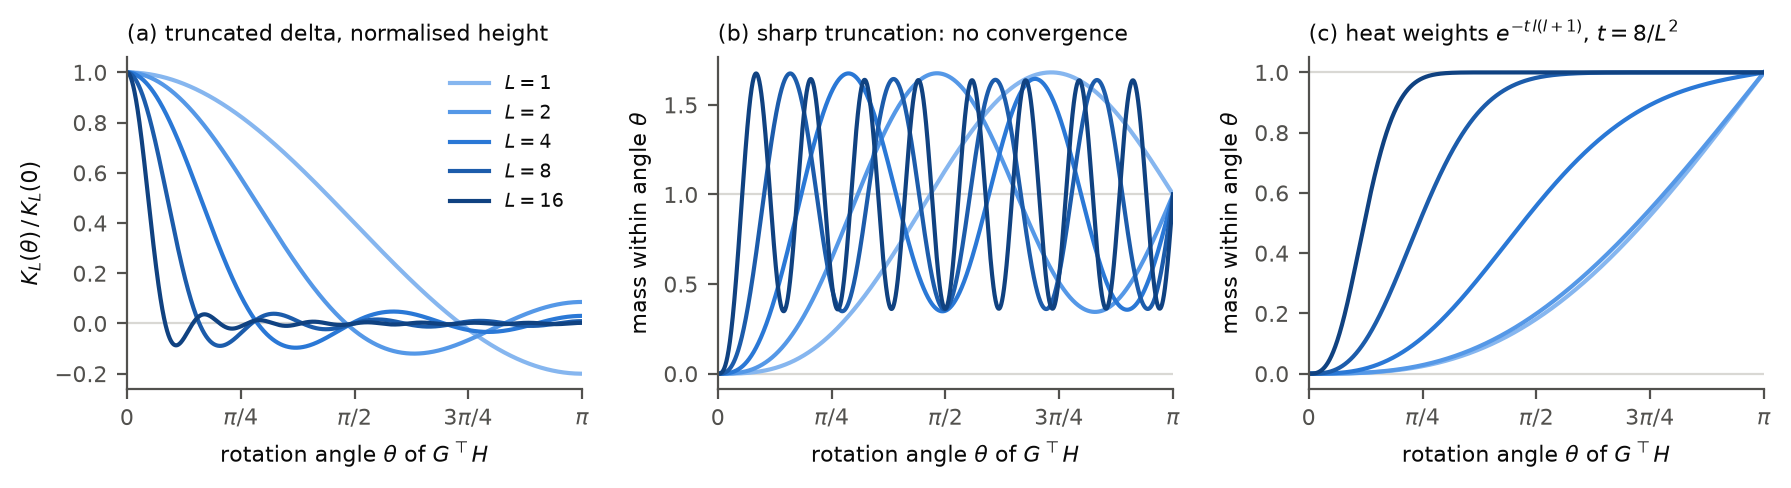 (a) truncated delta, normalised height
K_L(θ) / K_L(0)
1.0
0.8
0.6
0.4
0.2
0.0
−0.2
L = 1
L = 2
L = 4
L = 8
L = 16
0
π/4
π/2
3π/4
π
rotation angle θ of G⊤H
(b) sharp truncation: no convergence
mass within angle θ
1.5
1.0
0.5
0.0
0
π/4
π/2
3π/4
π
rotation angle θ of G⊤H
(c) heat weights e^{−t l(l+1)}, t = 8/L²
mass within angle θ
1.0
0.8
0.6
0.4
0.2
0.0
0
π/4
π/2
3π/4
π
rotation angle θ of G⊤H